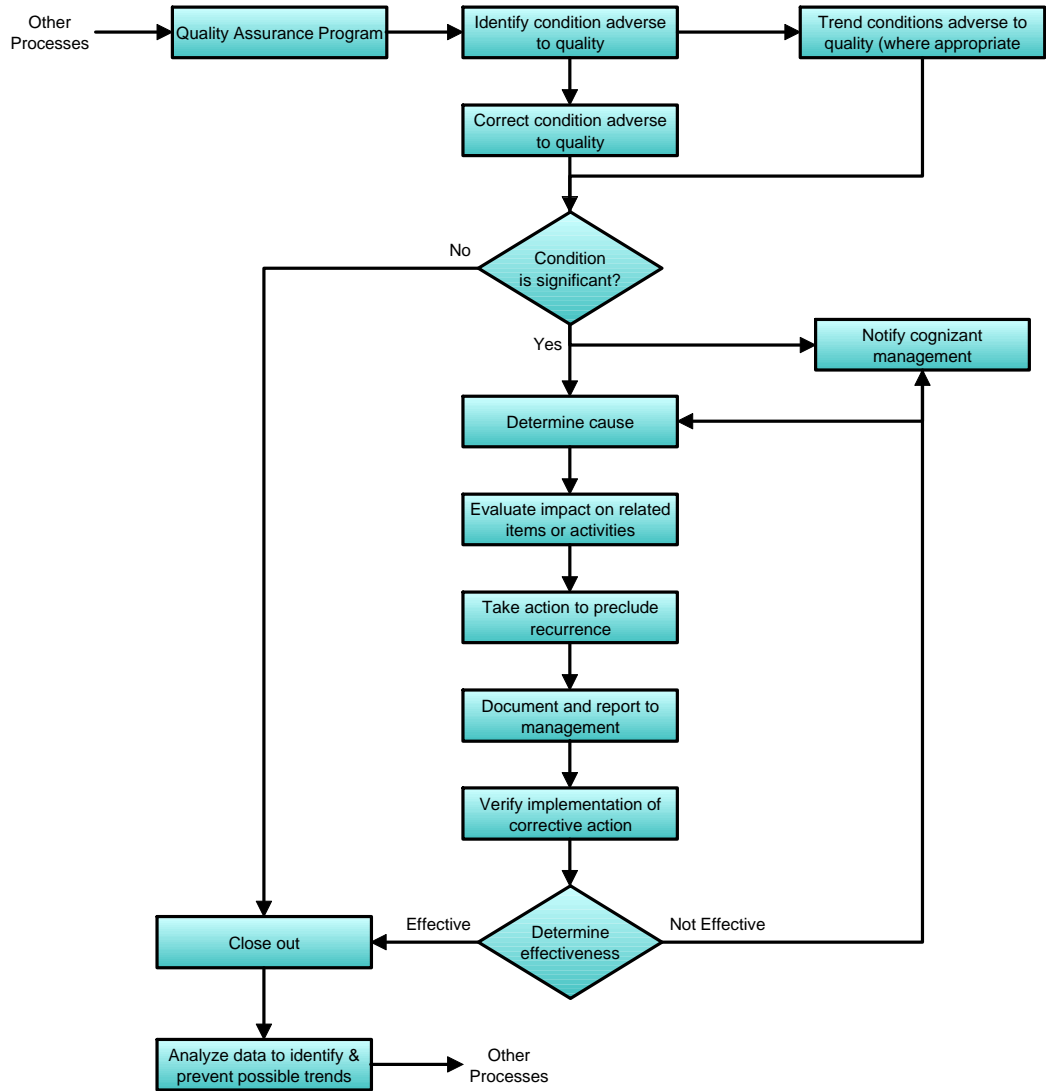 Other
Processes
Quality Assurance Program
Identify condition adverse
to quality
Trend conditions adverse to
quality (where appropriate
Correct condition adverse
to quality
No
Condition
is significant?
Yes
Notify cognizant
management
Determine cause
Evaluate impact on related
items or activities
Take action to preclude
recurrence
Document and report to
management
Verify implementation of
corrective action
Effective
Determine
effectiveness
Not Effective
Close out
Analyze data to identify &
prevent possible trends
Other
Processes